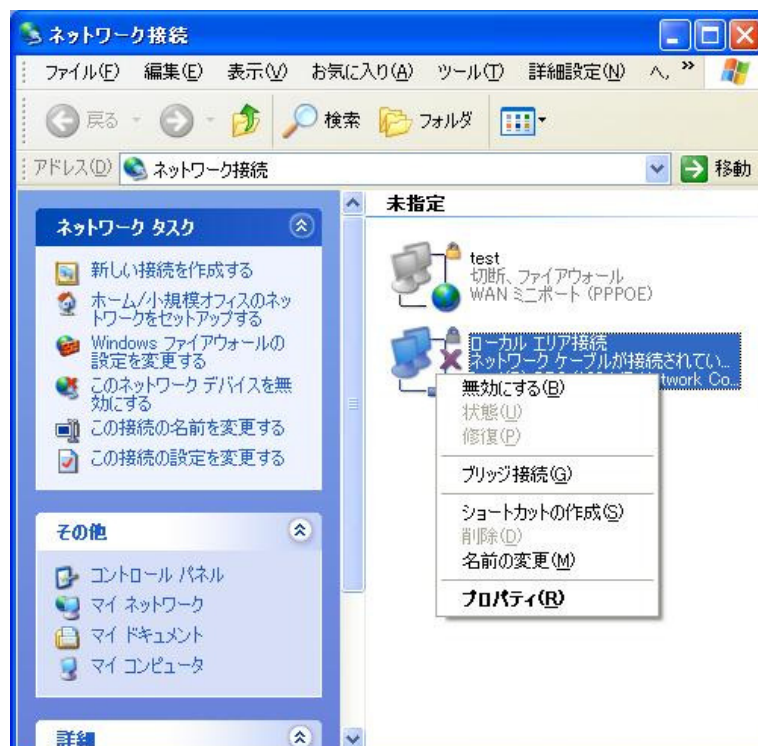 ネットワーク接続
ファイル(F) 編集(E) 表示(V) お気に入り(A) ツール(T) 詳細設定(N) ヘ, »
戻る 検索 フォルダ
アドレス(D) ネットワーク接続 移動
ネットワーク タスク
新しい接続を作成する
ホーム/小規模オフィスのネッ
トワークをセットアップする
Windows ファイアウォールの
設定を変更する
このネットワーク デバイスを無
効にする
この接続の名前を変更する
この接続の設定を変更する
その他
コントロール パネル
マイ ネットワーク
マイ ドキュメント
マイ コンピュータ
詳細
未指定
test
切断、ファイアウォール
WAN ミニポート (PPPOE)
ローカル エリア接続
ネットワーク ケーブルが接続されてい...
twork Co...
無効にする(B)
状態(U)
修復(P)
ブリッジ接続(G)
ショートカットの作成(S)
削除(D)
名前の変更(M)
プロパティ(R)